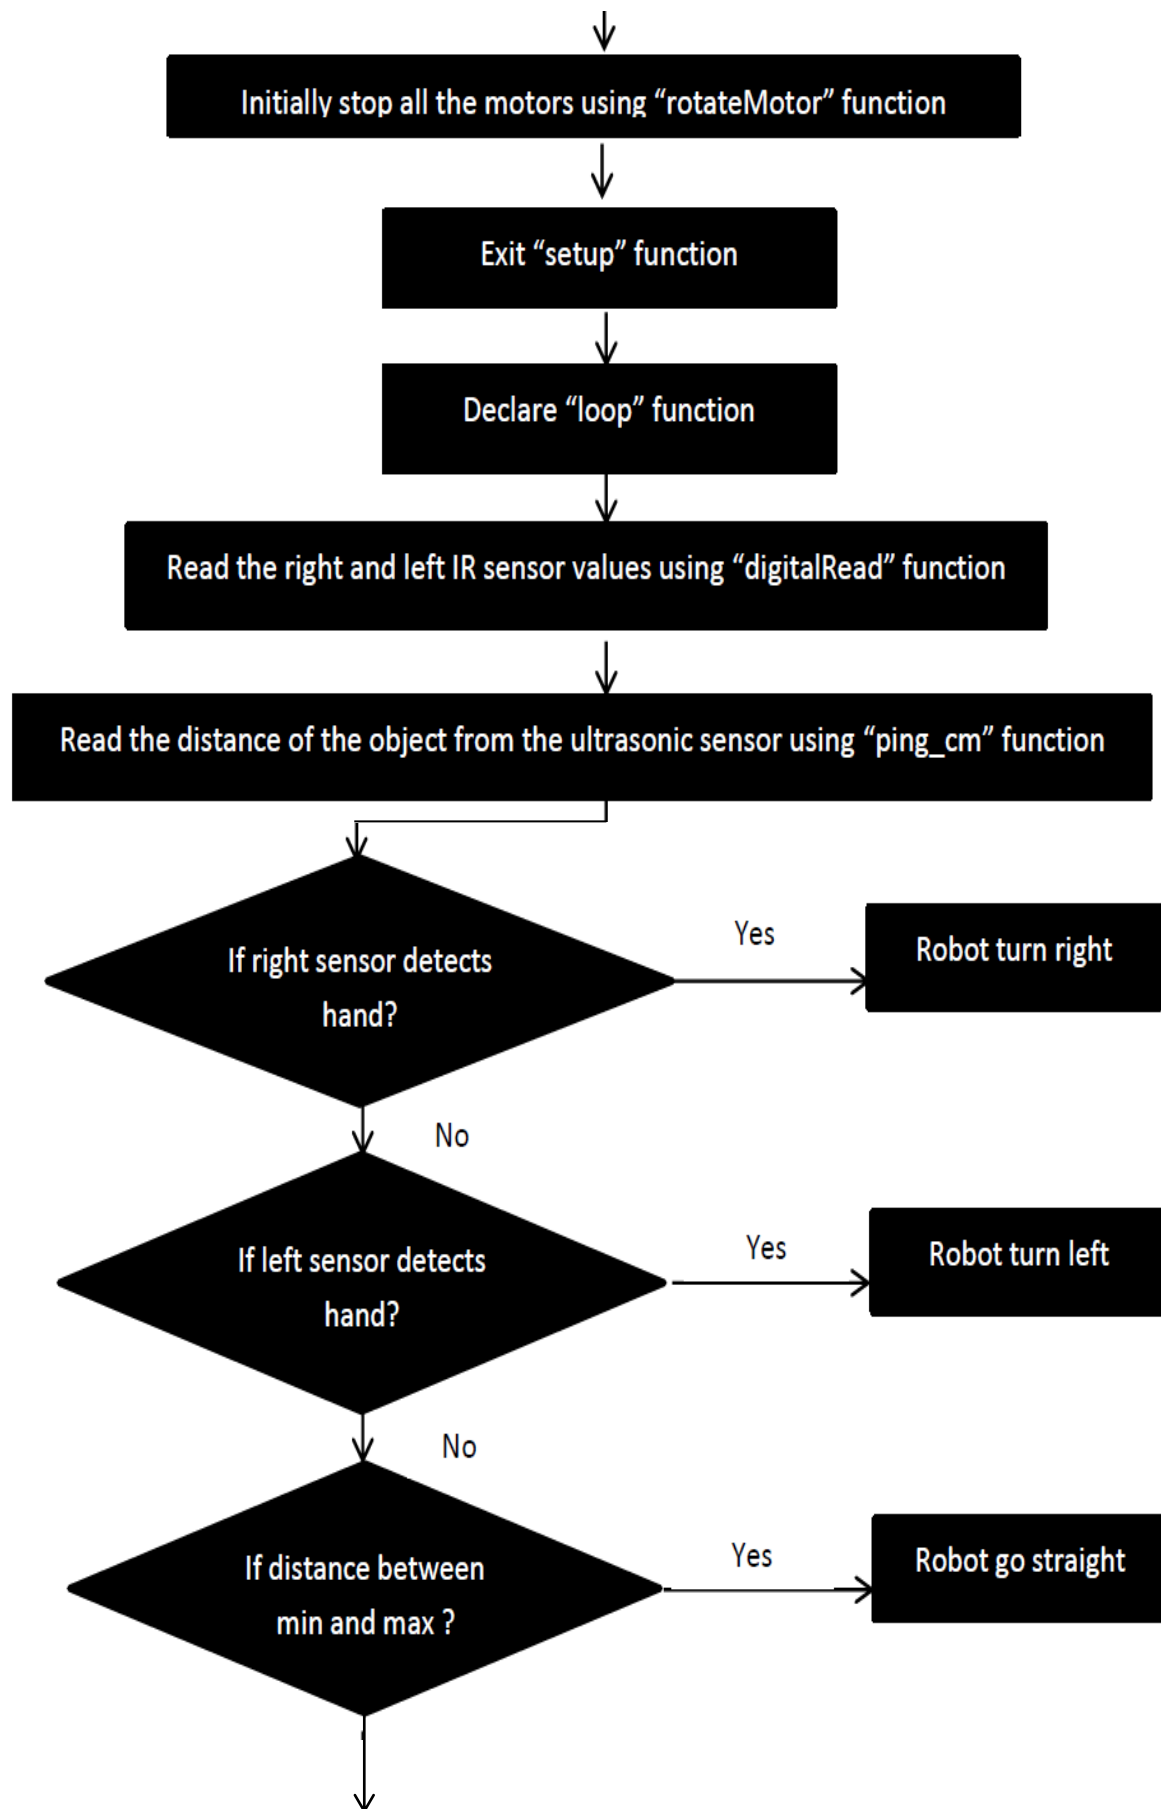 Initially stop all the motors using “rotateMotor” function
Exit “setup” function
Declare “loop” function
Read the right and left IR sensor values using “digitalRead” function
Read the distance of the object from the ultrasonic sensor using “ping_cm” function
If right sensor detects
hand?
Yes
Robot turn right
No
If left sensor detects
hand?
Yes
Robot turn left
No
If distance between
min and max ?
Yes
Robot go straight